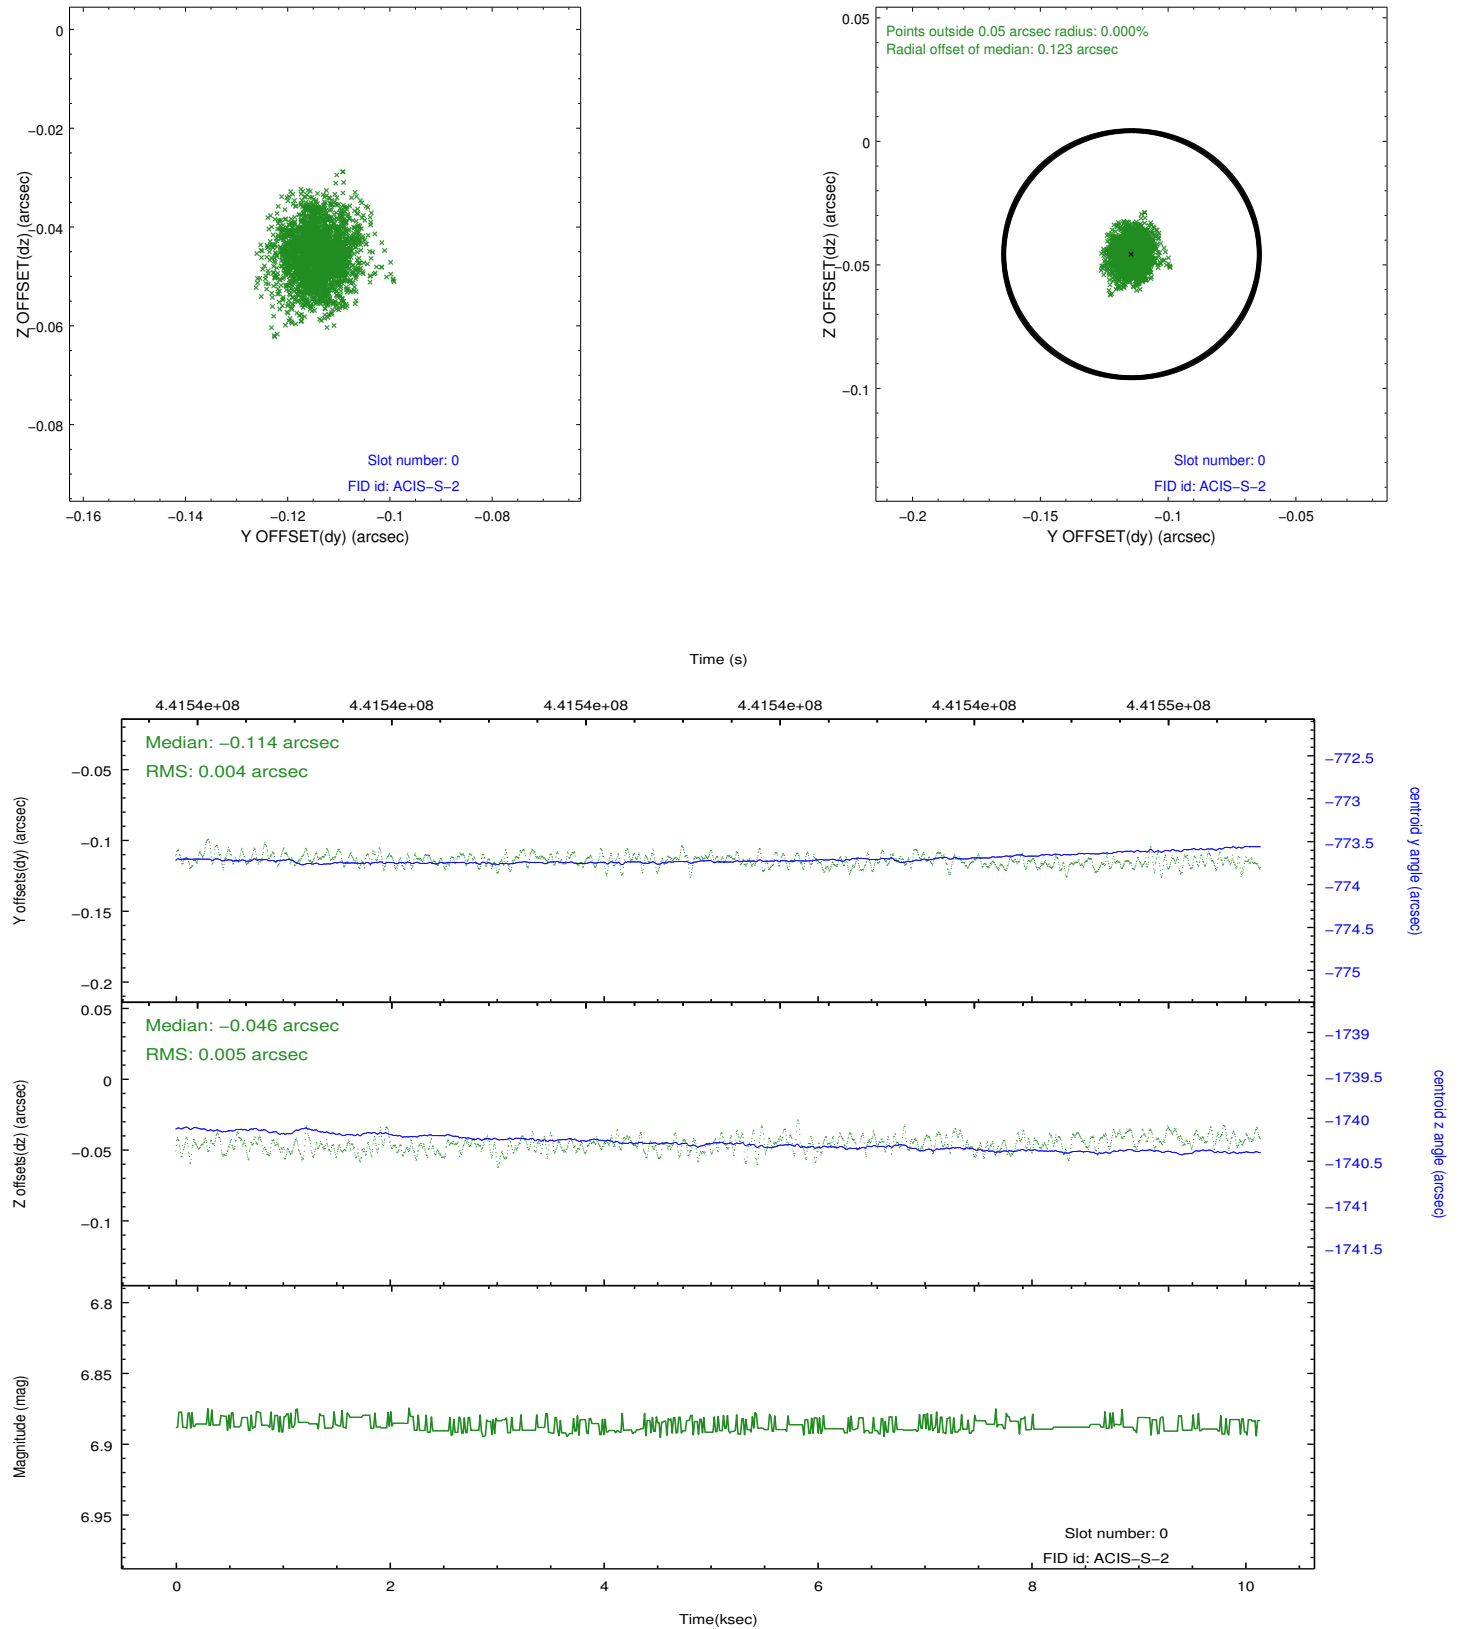 0
−0.02
−0.04
−0.06
−0.08
Z OFFSET(dz) (arcsec)
−0.16
−0.14
−0.12
−0.1
−0.08
Y OFFSET(dy) (arcsec)
Slot number: 0
FID id: ACIS−S−2
Points outside 0.05 arcsec radius: 0.000%
Radial offset of median: 0.123 arcsec
0.05
0
−0.05
−0.1
Z OFFSET(dz) (arcsec)
−0.2
−0.15
−0.1
−0.05
Y OFFSET(dy) (arcsec)
Slot number: 0
FID id: ACIS−S−2
Time (s)
4.4154e+08
4.4154e+08
4.4154e+08
4.4154e+08
4.4154e+08
4.4155e+08
Median: −0.114 arcsec
RMS: 0.004 arcsec
−0.05
−0.1
−0.15
−0.2
Y offsets(dy) (arcsec)
−772.5
−773
−773.5
−774
−774.5
−775
centroid y angle (arcsec)
Median: −0.046 arcsec
RMS: 0.005 arcsec
0.05
0
−0.05
−0.1
Z offsets(dz) (arcsec)
−1739
−1739.5
−1740
−1740.5
−1741
−1741.5
centroid z angle (arcsec)
6.8
6.85
6.9
6.95
Magnitude (mag)
Slot number: 0
FID id: ACIS−S−2
0
2
4
6
8
10
Time(ksec)